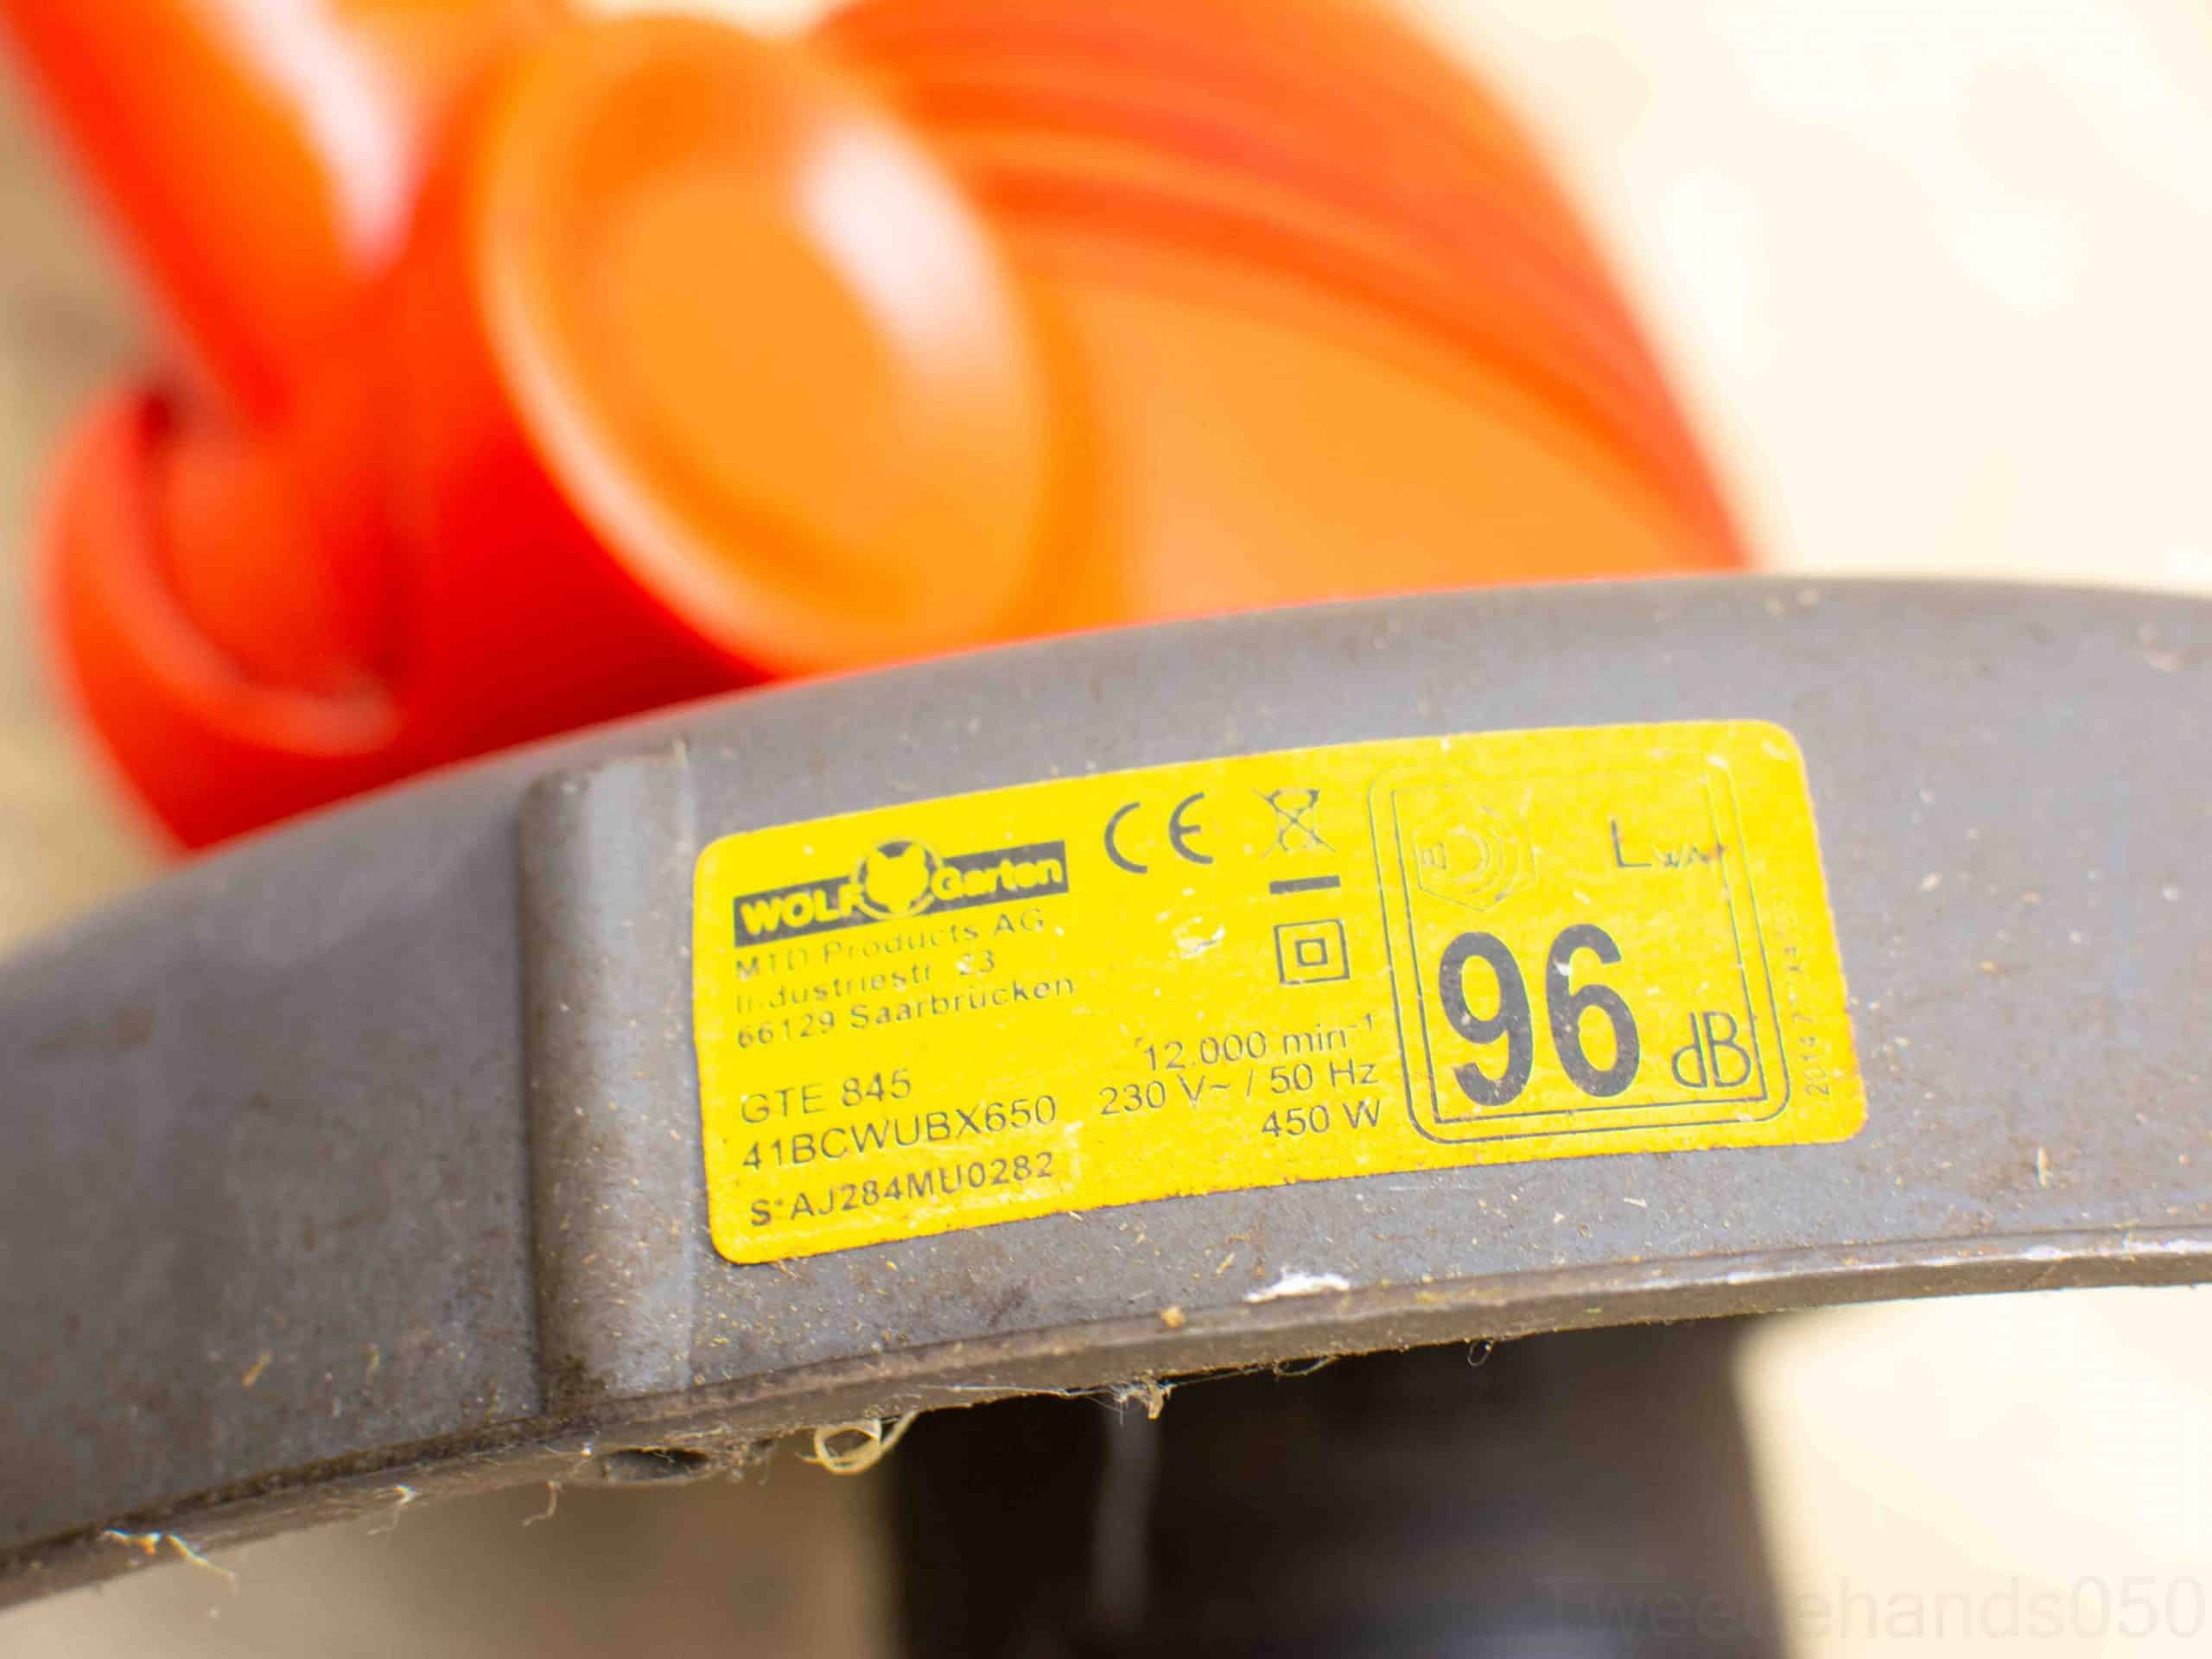 WOLF Garten
MTD Products AG
Industriestr. 23
66129 Saarbrücken
GTE 845
41BCWUBX650
S:AJ284MU0282
CE
12.000 min⁻¹
230 V~ / 50 Hz
450 W
LWA
96 dB
Tweedehands050